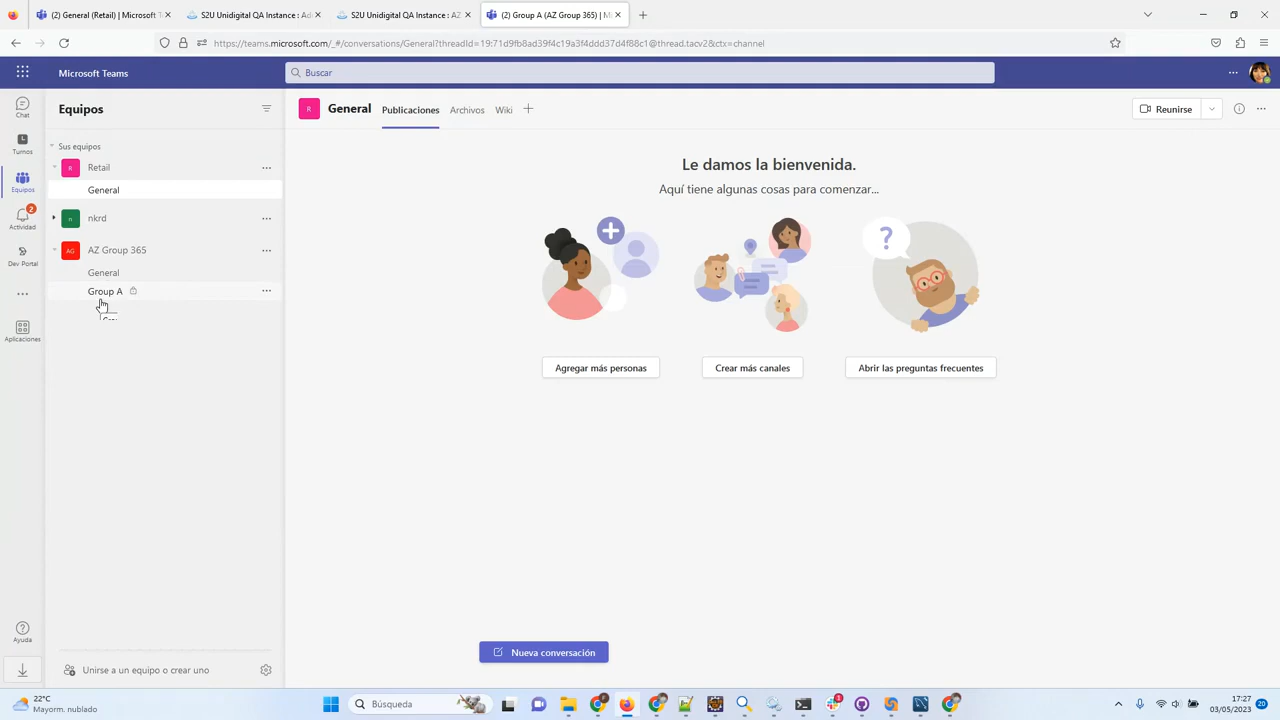 (2) General (Retail) | Microsoft T
S2U Unidigital QA Instance : Ad
S2U Unidigital QA Instance : AZ
(2) Group A (AZ Group 365) | M
https://teams.microsoft.com/_#/conversations/General?threadId=19:71d9fb8ad39f4c19a3f4ddd37d4f88c1@thread.tacv2&ctx=channel
Microsoft Teams
Buscar
Chat
Turnos
Equipos
2
Actividad
Dev Portal
Aplicaciones
Ayuda
Equipos
Sus equipos
R
Retail
General
n
nkrd
AG
AZ Group 365
General
Group A
Unirse a un equipo o crear uno
R
General
Publicaciones
Archivos
Wiki
Reunirse
Le damos la bienvenida.
Aquí tiene algunas cosas para comenzar...
?
Agregar más personas
Crear más canales
Abrir las preguntas frecuentes
Nueva conversación
22°C
Mayorm. nublado
Búsqueda
17:27
03/05/2023
20